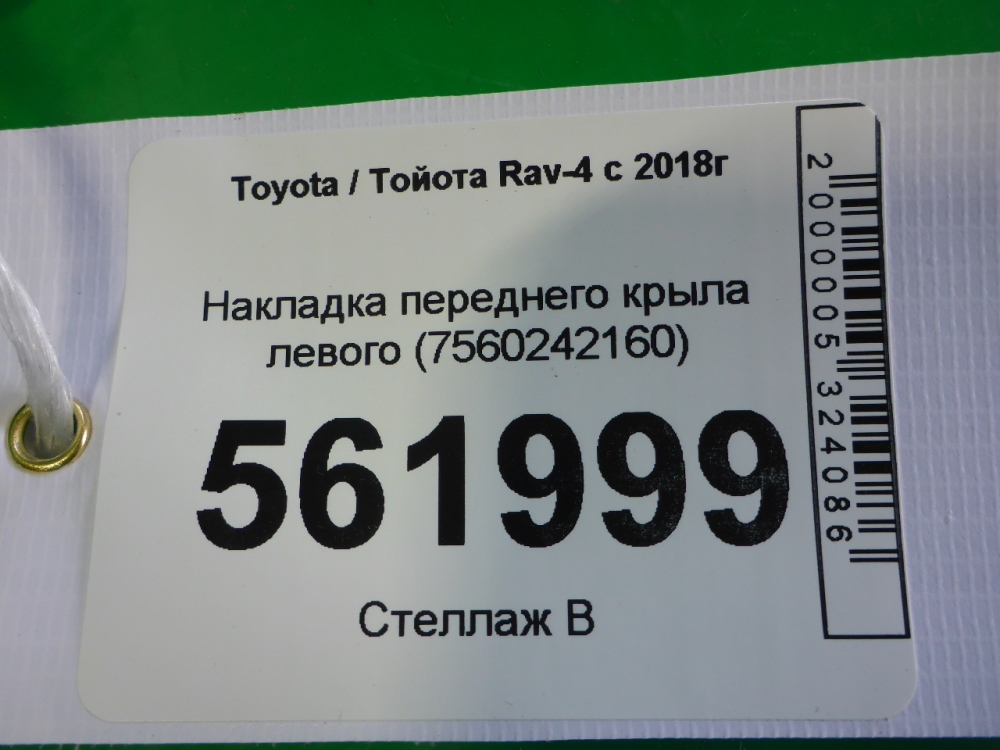 Toyota / Тойота Rav-4 с 2018г
Накладка переднего крыла
левого (7560242160)
561999
Стеллаж В
2000005324086